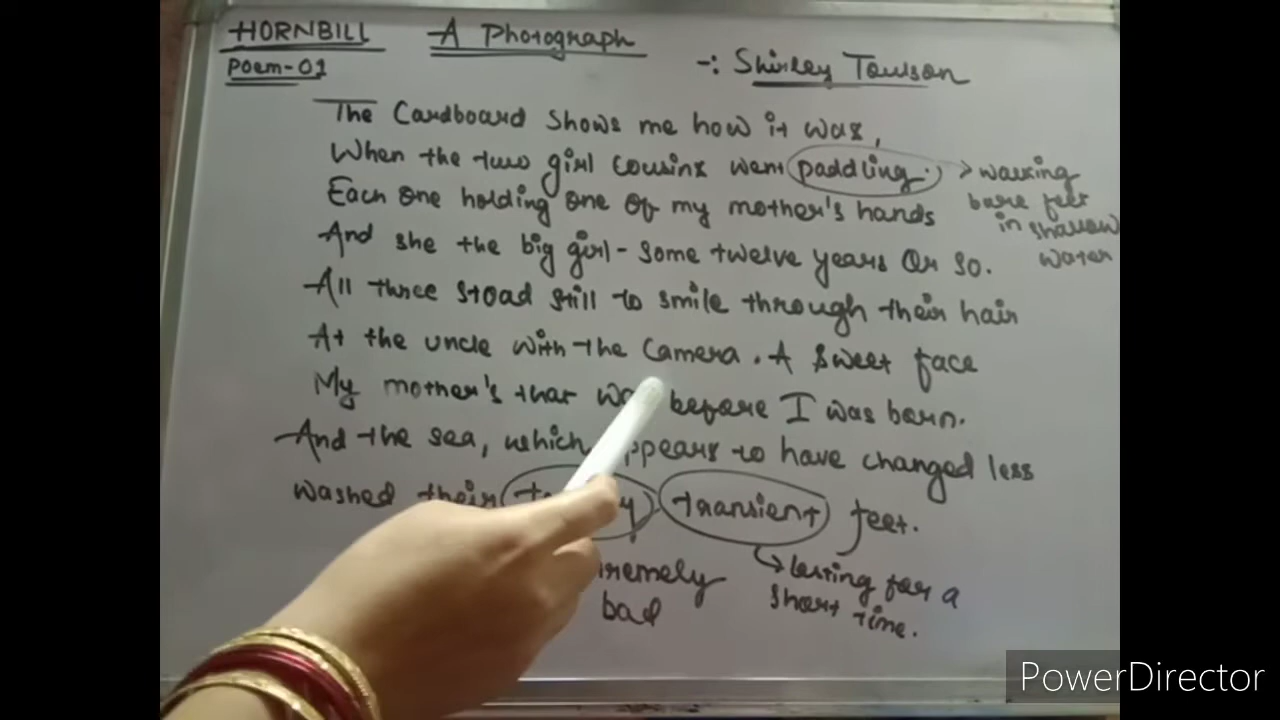 HORNBILL
A Photograph
Poem-01
-: Shirley Toulson
The Cardboard shows me how it was,
When the two girl cousins went paddling.
walking
bare feet
in shallow
water
Each one holding one of my mother's hands
And she the big girl - some twelve years or so.
All three stood still to smile through their hair
At the uncle with the Camera. A sweet face
My mother's that before I was born.
And the sea, which appears to have changed less
washed their transient feet.
lasting for a
short time.
bad
PowerDirector